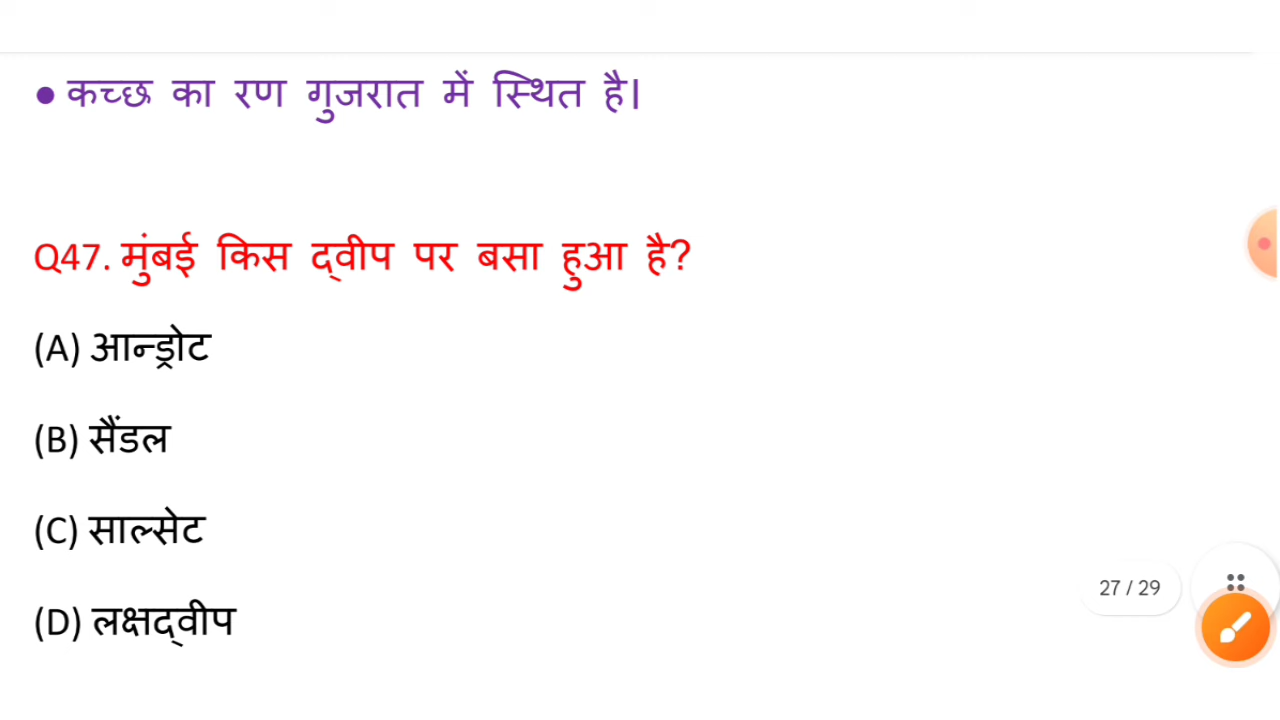 ● कच्छ का रण गुजरात में स्थित है।
Q47. मुंबई किस द्वीप पर बसा हुआ है?
(A) आन्ड्रोट
(B) सैंडल
(C) साल्सेट
(D) लक्षद्वीप
27 / 29